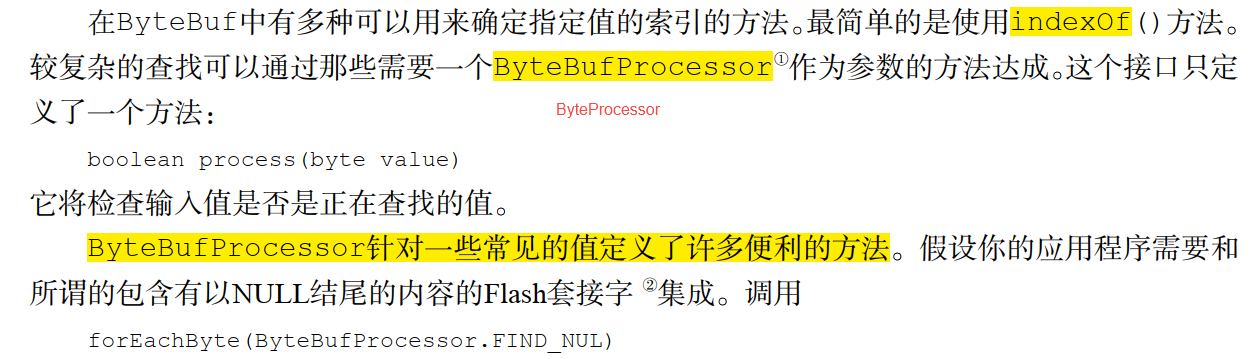 在ByteBuf中有多种可以用来确定指定值的索引的方法。最简单的是使用indexOf()方法。
较复杂的查找可以通过那些需要一个ByteBufProcessor①作为参数的方法达成。这个接口只定
义了一个方法：
ByteProcessor
boolean process(byte value)
它将检查输入值是否是正在查找的值。
ByteBufProcessor针对一些常见的值定义了许多便利的方法。假设你的应用程序需要和
所谓的包含有以NULL结尾的内容的Flash套接字 ②集成。调用
forEachByte(ByteBufProcessor.FIND_NUL)